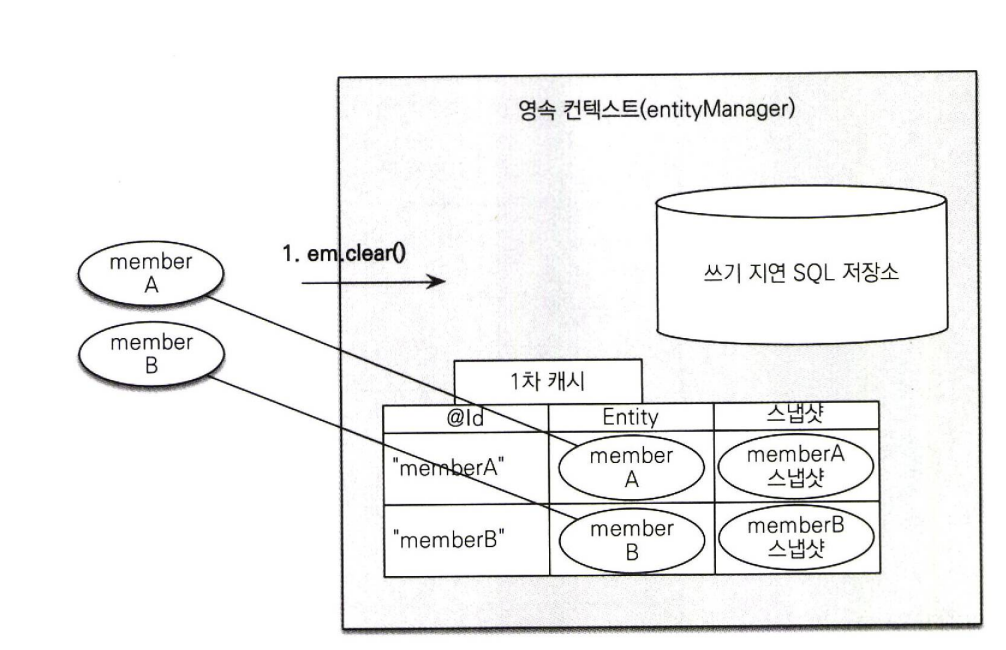 영속 컨텍스트(entityManager)
member
A
1. em.clear()
쓰기 지연 SQL 저장소
member
B
1차 캐시
@Id
Entity
스냅샷
"memberA"
member
A
memberA
스냅샷
"memberB"
member
B
memberB
스냅샷